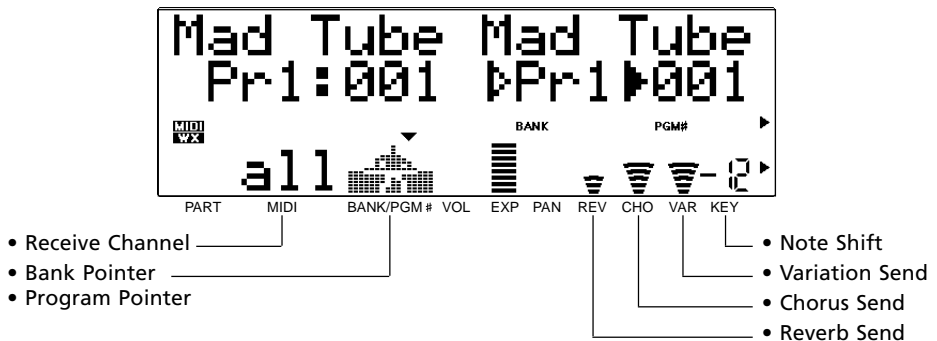 Mad Tube Mad Tube
Pr1:001 Pr1 001
MIDI BANK PGM#
WX
all -12
PART MIDI BANK/PGM # VOL EXP PAN REV CHO VAR KEY
• Receive Channel • Note Shift
• Bank Pointer • Variation Send
• Program Pointer • Chorus Send
• Reverb Send